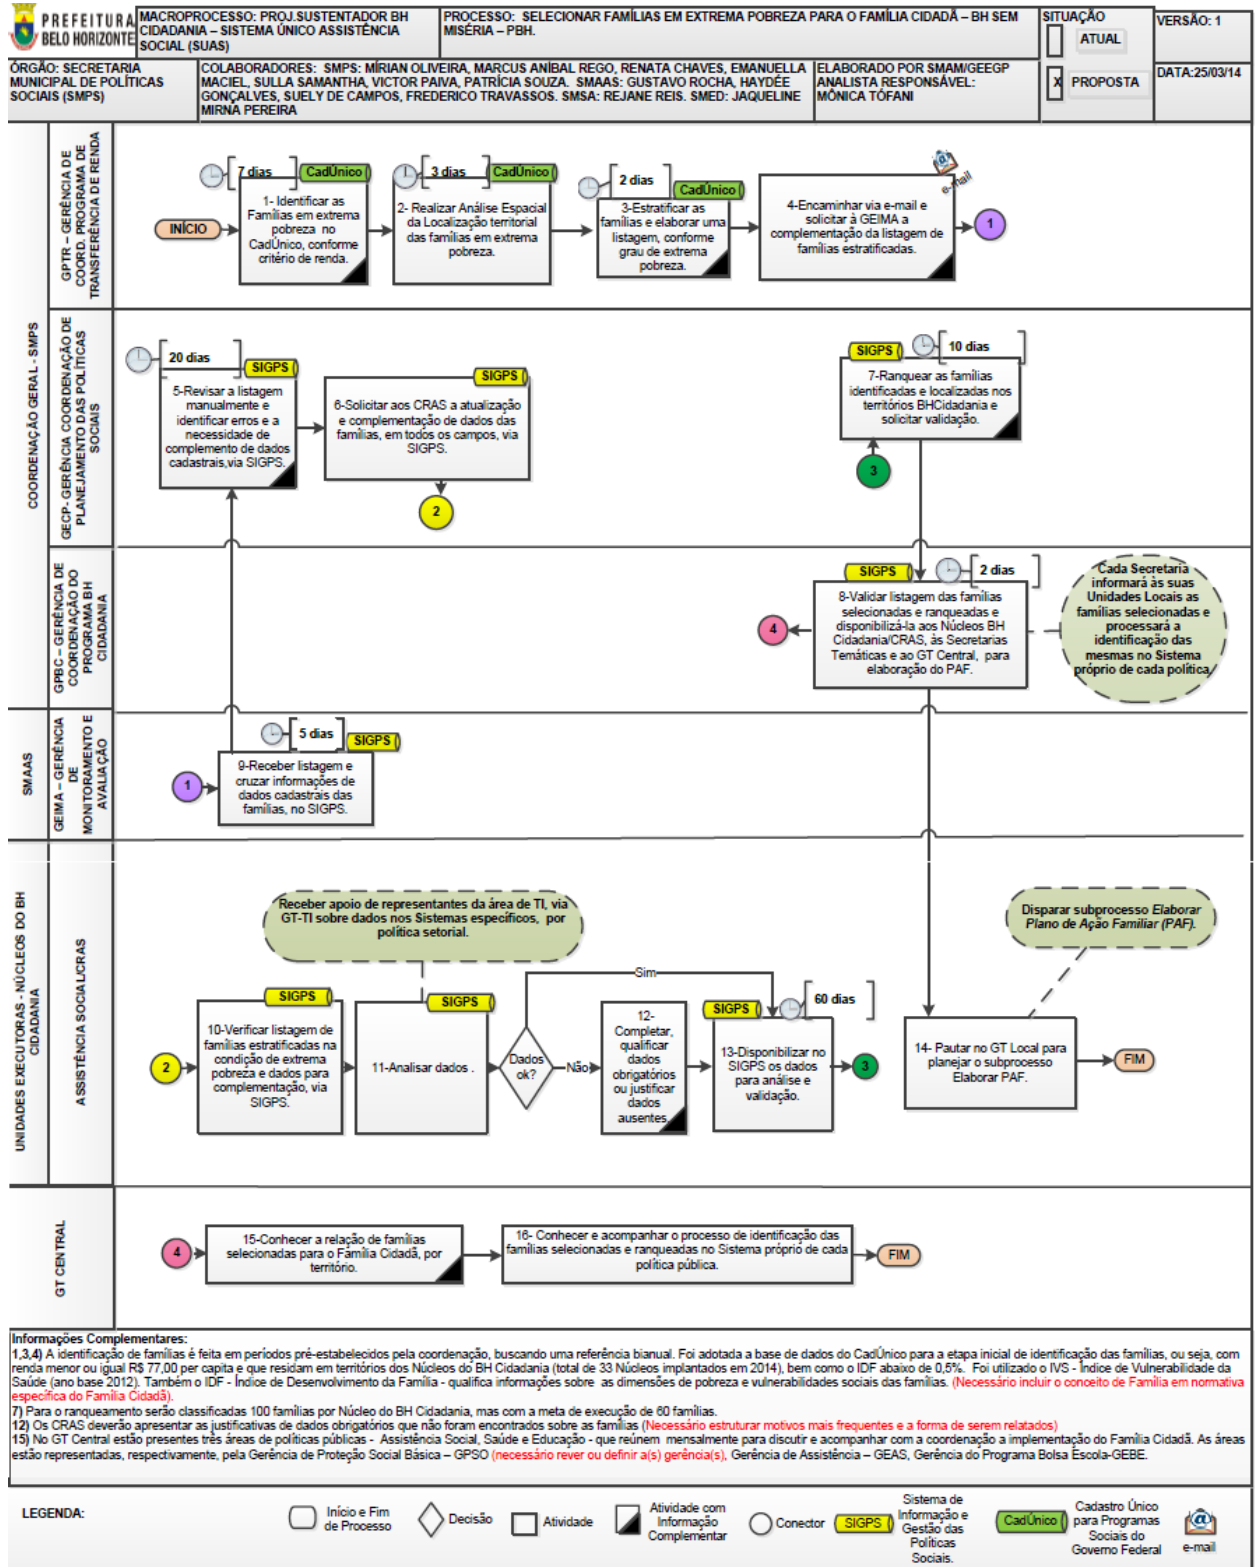 PREFEITURA
BELO HORIZONTE
MACROPROCESSO: PROJ.SUSTENTADOR BH
CIDADANIA – SISTEMA ÚNICO ASSISTÊNCIA
SOCIAL (SUAS)
PROCESSO: SELECIONAR FAMÍLIAS EM EXTREMA POBREZA PARA O FAMÍLIA CIDADÃ – BH SEM
MISÉRIA – PBH.
SITUAÇÃO
ATUAL
VERSÃO: 1
ÓRGÃO: SECRETARIA
MUNICIPAL DE POLÍTICAS
SOCIAIS (SMPS)
COLABORADORES: SMPS: MÍRIAN OLIVEIRA, MARCUS ANÍBAL REGO, RENATA CHAVES, EMANUELLA
MACIEL, SULLA SAMANTHA, VICTOR PAIVA, PATRÍCIA SOUZA. SMAAS: GUSTAVO ROCHA, HAYDÉE
GONÇALVES, SUELY DE CAMPOS, FREDERICO TRAVASSOS. SMSA: REJANE REIS. SMED: JAQUELINE
MIRNA PEREIRA
ELABORADO POR SMAM/GEEGP
ANALISTA RESPONSÁVEL:
MÔNICA TÓFANI
X PROPOSTA
DATA:25/03/14
COORDENAÇÃO GERAL - SMPS
GPTR – GERÊNCIA DE
COORD. PROGRAMA DE
TRANSFERÊNCIA DE RENDA
INÍCIO
7 dias
CadÚnico
1- Identificar as
Famílias em extrema
pobreza no
CadÚnico, conforme
critério de renda.
3 dias
CadÚnico
2- Realizar Análise Espacial
da Localização territorial
das famílias em extrema
pobreza.
2 dias
CadÚnico
3-Estratificar as
famílias e elaborar uma
listagem, conforme
grau de extrema
pobreza.
e-mail
4-Encaminhar via e-mail e
solicitar à GEIMA a
complementação da listagem de
famílias estratificadas.
1
GECP- GERÊNCIA COORDENAÇÃO DE
PLANEJAMENTO DAS POLÍTICAS
SOCIAIS
20 dias
SIGPS
5-Revisar a listagem
manualmente e
identificar erros e a
necessidade de
complemento de dados
cadastrais,via SIGPS.
SIGPS
6-Solicitar aos CRAS a atualização
e complementação de dados das
famílias, em todos os campos, via
SIGPS.
2
SIGPS
10 dias
7-Ranquear as famílias
identificadas e localizadas nos
territórios BHCidadania e
solicitar validação.
3
GPBC – GERÊNCIA DE
COORDENAÇÃO DO
PROGRAMA BH
CIDADANIA
SIGPS
2 dias
8-Validar listagem das famílias
selecionadas e ranqueadas e
disponibilizá-la aos Núcleos BH
Cidadania/CRAS, às Secretarias
Temáticas e ao GT Central, para
elaboração do PAF.
4
Cada Secretaria
informará às suas
Unidades Locais as
famílias selecionadas e
processará a
identificação das
mesmas no Sistema
próprio de cada política.
SMAAS
GEIMA – GERÊNCIA
DE
MONITORAMENTO E
AVALIAÇÃO
5 dias
SIGPS
1
9-Receber listagem e
cruzar informações de
dados cadastrais das
famílias, no SIGPS.
UNIDADES EXECUTORAS - NÚCLEOS DO BH
CIDADANIA
ASSISTÊNCIA SOCIAL/CRAS
Receber apoio de representantes da área de TI, via
GT-TI sobre dados nos Sistemas específicos, por
política setorial.
Disparar subprocesso Elaborar
Plano de Ação Familiar (PAF).
2
SIGPS
10-Verificar listagem de
famílias estratificadas na
condição de extrema
pobreza e dados para
complementação, via
SIGPS.
SIGPS
11-Analisar dados .
Dados
ok?
Sim
Não
12-
Completar,
qualificar
dados
obrigatórios
ou justificar
dados
ausentes.
SIGPS
60 dias
13-Disponibilizar no
SIGPS os dados
para análise e
validação.
3
14- Pautar no GT Local para
planejar o subprocesso
Elaborar PAF.
FIM
GT CENTRAL
4
15-Conhecer a relação de famílias
selecionadas para o Família Cidadã, por
território.
16- Conhecer e acompanhar o processo de identificação das
famílias selecionadas e ranqueadas no Sistema próprio de cada
política pública.
FIM
Informações Complementares:
1,3,4) A identificação de famílias é feita em períodos pré-estabelecidos pela coordenação, buscando uma referência bianual. Foi adotada a base de dados do CadÚnico para a etapa inicial de identificação das famílias, ou seja, com
renda menor ou igual R$ 77,00 per capita e que residam em territórios dos Núcleos do BH Cidadania (total de 33 Núcleos implantados em 2014), bem como o IDF abaixo de 0,5%. Foi utilizado o IVS - Índice de Vulnerabilidade da
Saúde (ano base 2012). Também o IDF - Índice de Desenvolvimento da Família - qualifica informações sobre as dimensões de pobreza e vulnerabilidades sociais das famílias. (Necessário incluir o conceito de Família em normativa
específica do Família Cidadã).
7) Para o ranqueamento serão classificadas 100 famílias por Núcleo do BH Cidadania, mas com a meta de execução de 60 famílias.
12) Os CRAS deverão apresentar as justificativas de dados obrigatórios que não foram encontrados sobre as famílias (Necessário estruturar motivos mais frequentes e a forma de serem relatados)
15) No GT Central estão presentes três áreas de políticas públicas - Assistência Social, Saúde e Educação - que reúnem mensalmente para discutir e acompanhar com a coordenação a implementação do Família Cidadã. As áreas
estão representadas, respectivamente, pela Gerência de Proteção Social Básica – GPSO (necessário rever ou definir a(s) gerência(s), Gerência de Assistência – GEAS, Gerência do Programa Bolsa Escola-GEBE.
LEGENDA:
Início e Fim
de Processo
Decisão
Atividade
Atividade com
Informação
Complementar
Conector
SIGPS
Sistema de
Informação e
Gestão das
Políticas
Sociais.
CadÚnico
Cadastro Único
para Programas
Sociais do
Governo Federal
e-mail